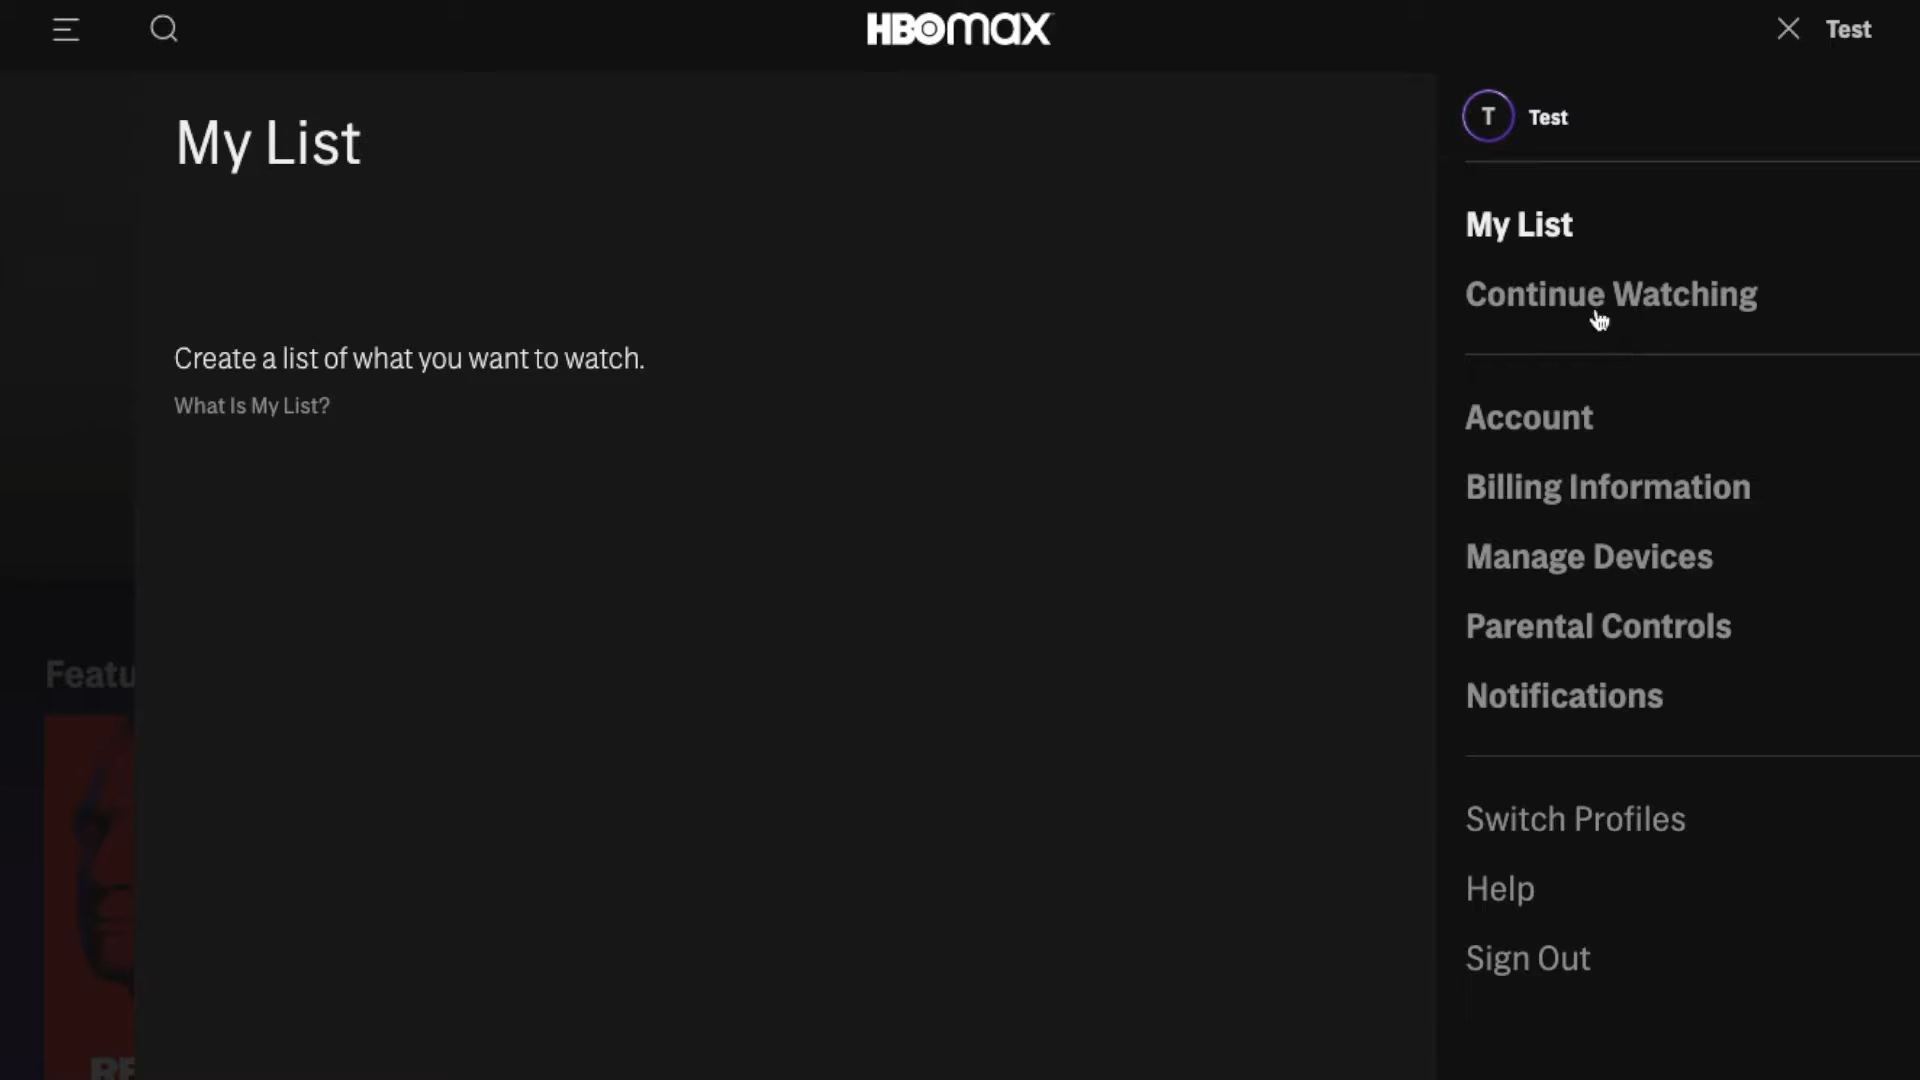 HBOMAX
Test
My List
Create a list of what you want to watch.
What Is My List?
Featu
T
Test
My List
Continue Watching
Account
Billing Information
Manage Devices
Parental Controls
Notifications
Switch Profiles
Help
Sign Out